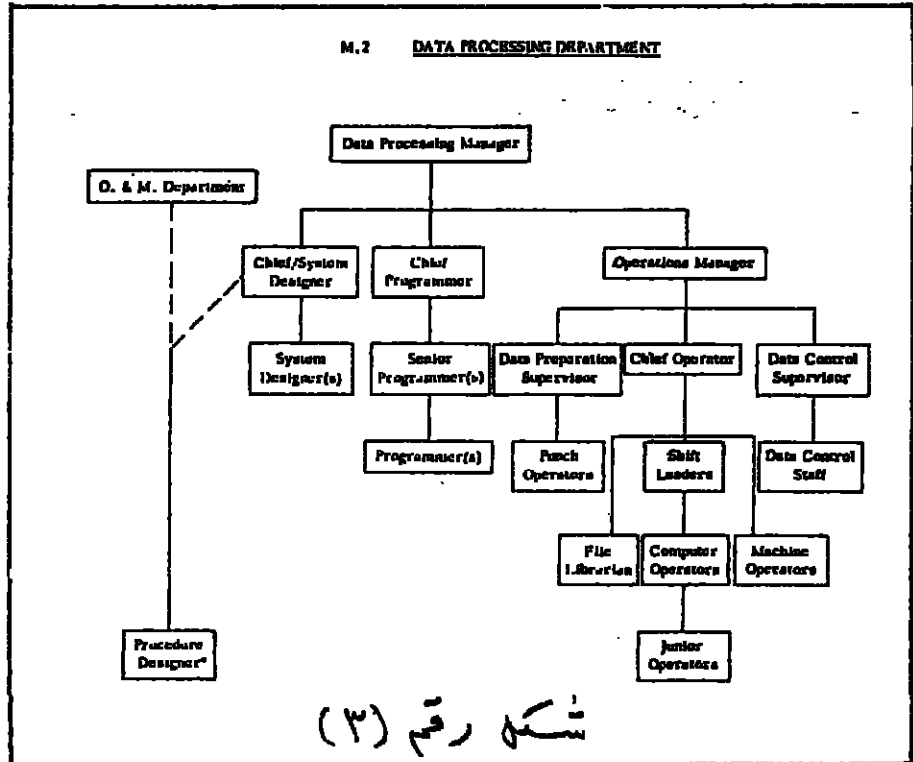 M.2 DATA PROCESSING DEPARTMENT
Data Processing Manager
O. & M. Department
Chief/System
Designer
Chief
Programmer
Operations Manager
System
Designer(s)
Senior
Programmer(s)
Data Preparation
Supervisor
Chief Operator
Data Control
Supervisor
Programmer(s)
Punch
Operators
Shift
Leaders
Data Control
Staff
File
Librarian
Computer
Operators
Machine
Operators
Procedure
Designer*
Junior
Operators
شكل رقم (٣)